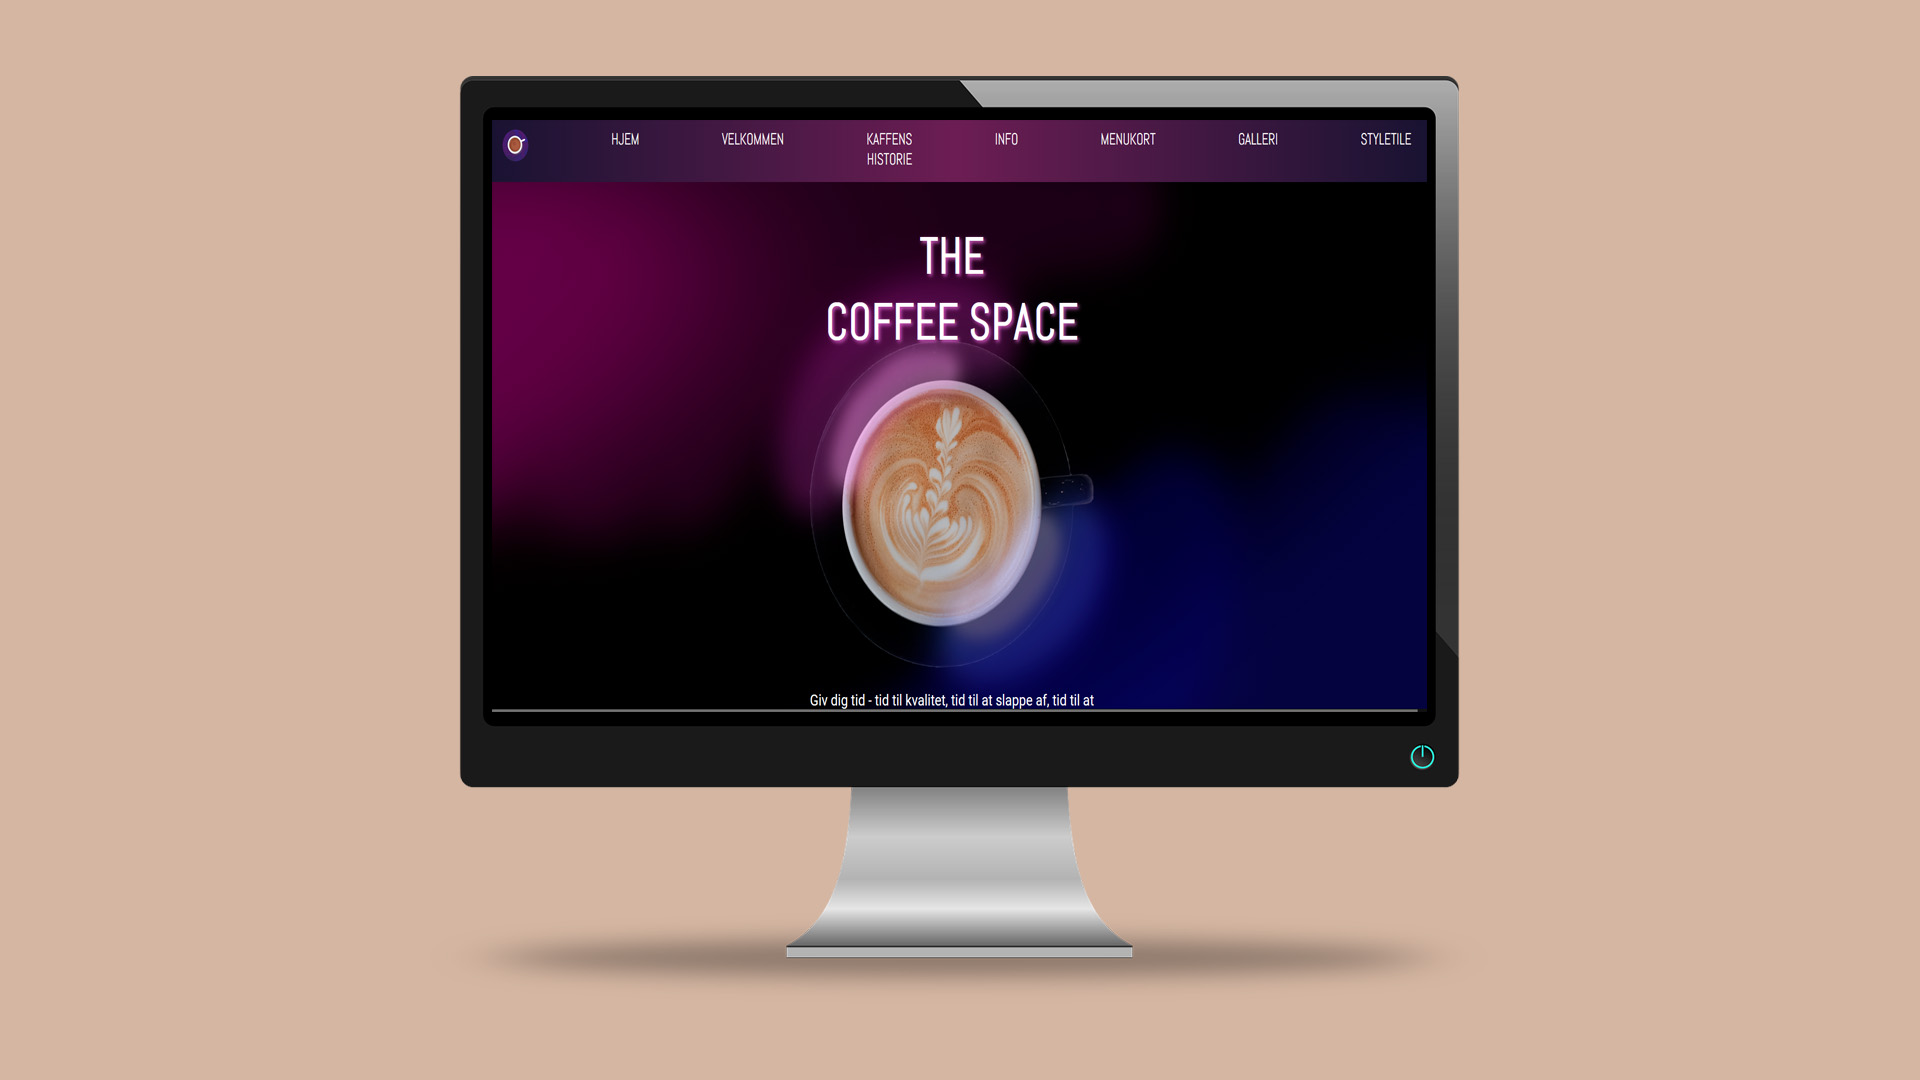 HJEM
VELKOMMEN
KAFFENS
HISTORIE
INFO
MENUKORT
GALLERI
STYLETILE
THE
COFFEE SPACE
Giv dig tid - tid til kvalitet, tid til at slappe af, tid til at